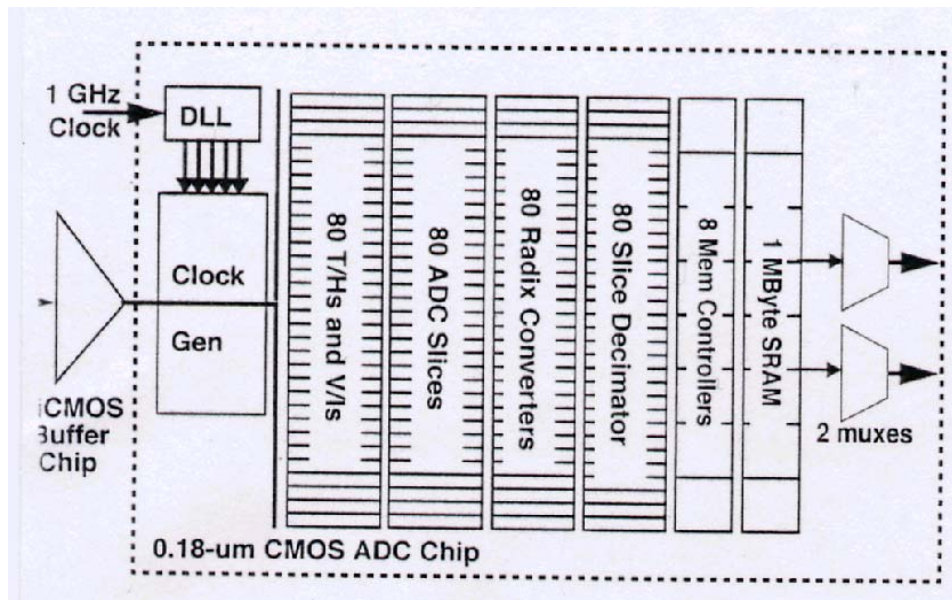 1 GHz
Clock
DLL
Clock
Gen
80 T/Hs and V/Is
80 ADC Slices
80 Radix Converters
80 Slice Decimator
8 Mem Controllers
1 MByte SRAM
2 muxes
iCMOS
Buffer
Chip
0.18-um CMOS ADC Chip